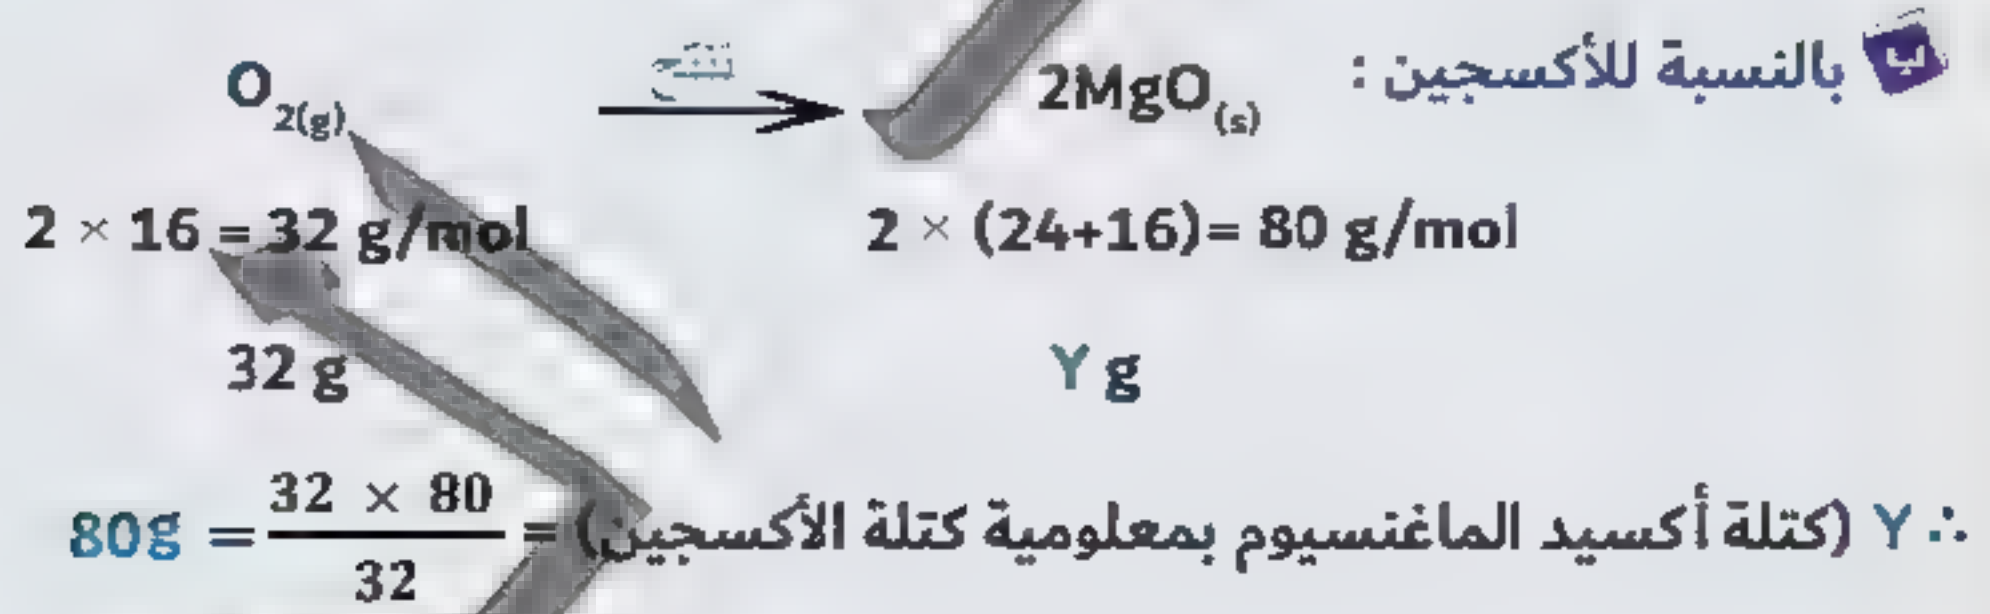 ب بالنسبة للأكسجين :
O2(g) تنتج → 2MgO(s)
2 × 16 = 32 g/mol 2 × (24+16)= 80 g/mol
32 g Y g
∴ Y (كتلة أكسيد الماغنسيوم بمعلومية كتلة الأكسجين) = 32 × 80 / 32 = 80g